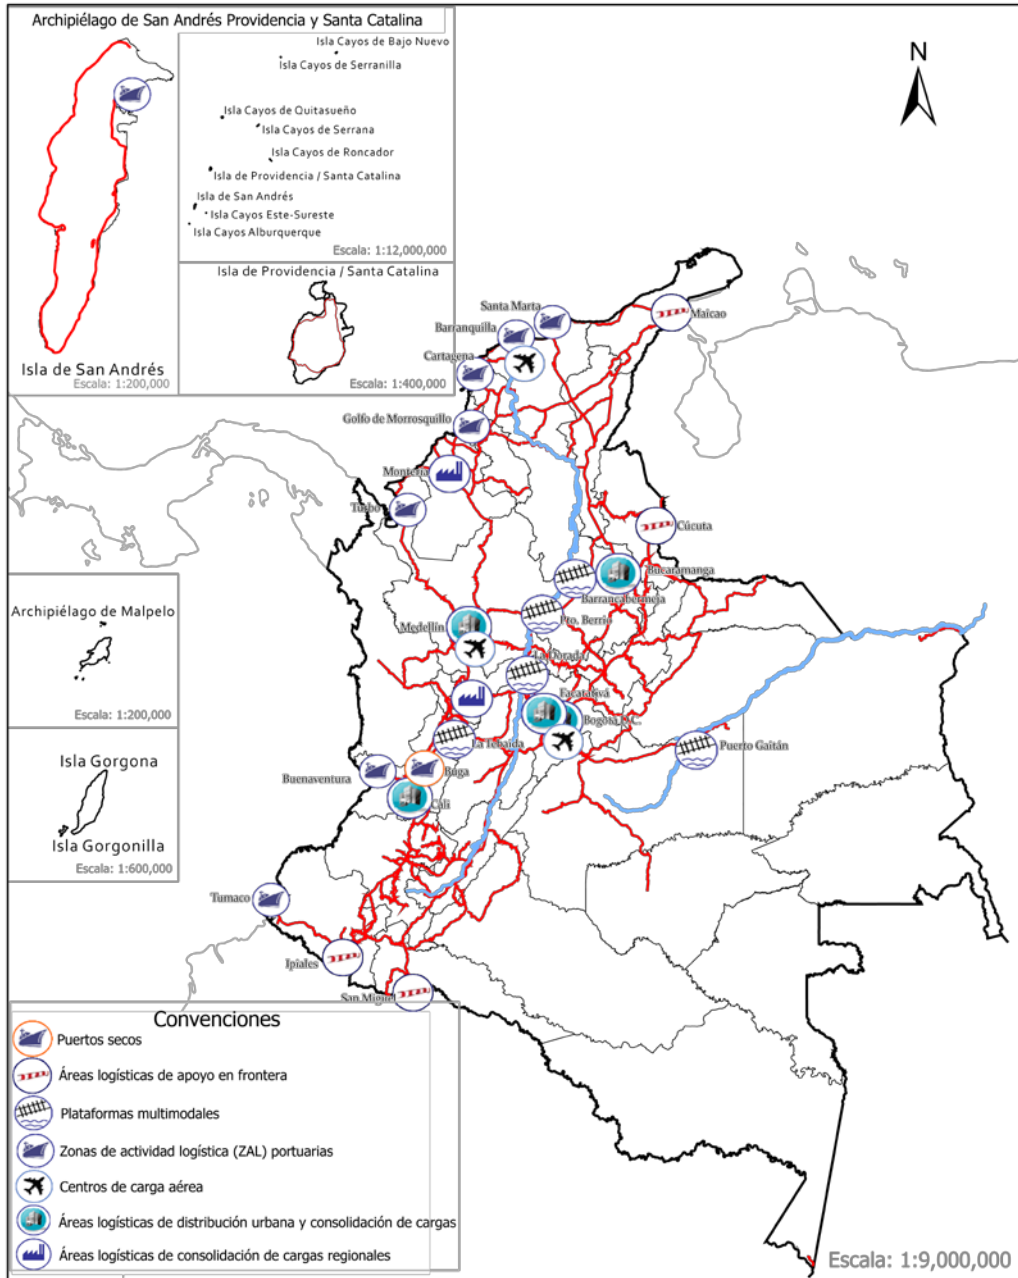 Archipiélago de San Andrés Providencia y Santa Catalina
Isla Cayos de Bajo Nuevo
Isla Cayos de Serranilla
Isla Cayos de Quitasueño
Isla Cayos de Serrana
Isla Cayos de Roncador
Isla de Providencia / Santa Catalina
Isla de San Andrés
Isla Cayos Este-Sureste
Isla Cayos Alburquerque
Escala: 1:12,000,000
Isla de San Andrés
Escala: 1:200,000
Isla de Providencia / Santa Catalina
Escala: 1:400,000
N
Santa Marta
Maicao
Barranquilla
Cartagena
Golfo de Morrosquillo
Montería
Turbo
Cúcuta
Bucaramanga
Barrancabermeja
Pto. Berrio
Medellín
La Dorada
Facatativá
Bogotá D.C.
La Tebaida
Puerto Gaitán
Buenaventura
Buga
Cali
Tumaco
Ipiales
San Miguel
Archipiélago de Malpelo
Escala: 1:200,000
Isla Gorgona
Isla Gorgonilla
Escala: 1:600,000
Convenciones
Puertos secos
Áreas logísticas de apoyo en frontera
Plataformas multimodales
Zonas de actividad logística (ZAL) portuarias
Centros de carga aérea
Áreas logísticas de distribución urbana y consolidación de cargas
Áreas logísticas de consolidación de cargas regionales
Escala: 1:9,000,000